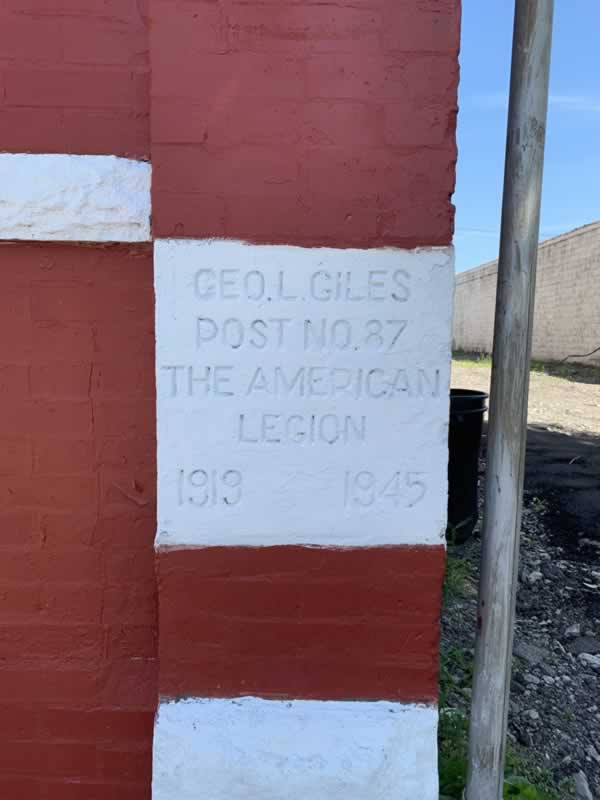 GEO. L. GILES
POST NO. 87
THE AMERICAN
LEGION
1919 1945